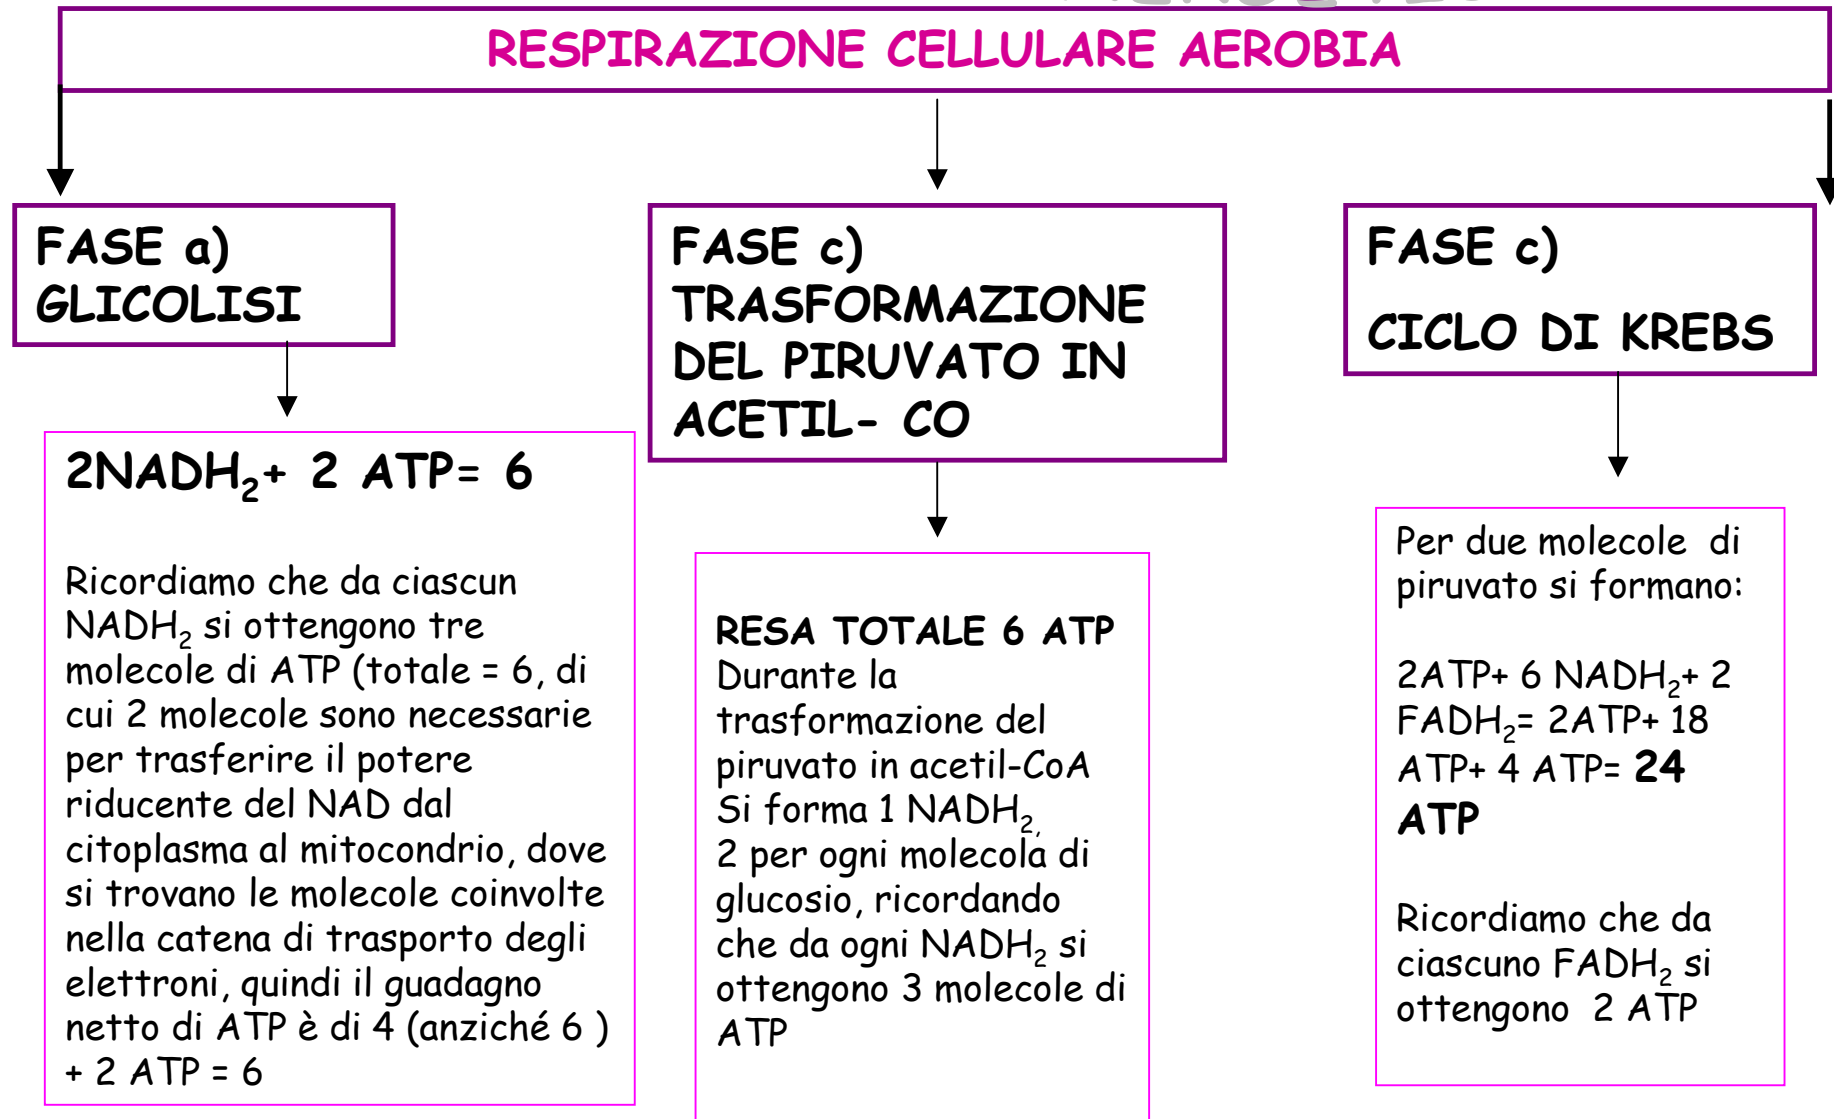 RESPIRAZIONE CELLULARE AEROBIA
FASE a)
GLICOLISI
2NADH₂+ 2 ATP= 6
Ricordiamo che da ciascun
NADH₂ si ottengono tre
molecole di ATP (totale = 6, di
cui 2 molecole sono necessarie
per trasferire il potere
riducente del NAD dal
citoplasma al mitocondrio, dove
si trovano le molecole coinvolte
nella catena di trasporto degli
elettroni, quindi il guadagno
netto di ATP è di 4 (anziché 6 )
+ 2 ATP = 6
FASE c)
TRASFORMAZIONE
DEL PIRUVATO IN
ACETIL- CO
RESA TOTALE 6 ATP
Durante la
trasformazione del
piruvato in acetil-CoA
Si forma 1 NADH₂,
2 per ogni molecola di
glucosio, ricordando
che da ogni NADH₂ si
ottengono 3 molecole di
ATP
FASE c)
CICLO DI KREBS
Per due molecole di
piruvato si formano:
2ATP+ 6 NADH₂+ 2
FADH₂= 2ATP+ 18
ATP+ 4 ATP= 24
ATP
Ricordiamo che da
ciascuno FADH₂ si
ottengono 2 ATP